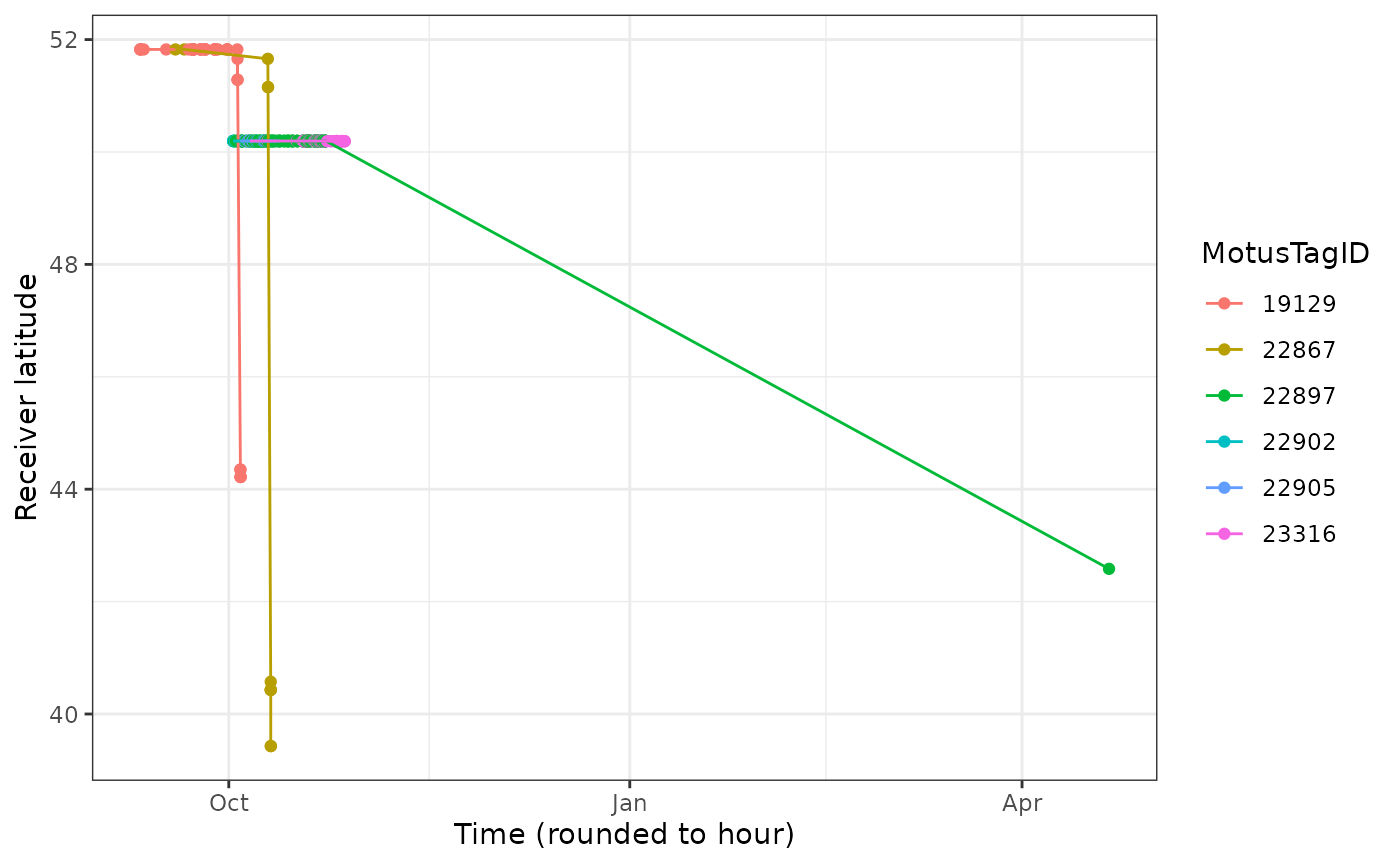 52
48
44
40
Receiver latitude
Oct
Jan
Apr
Time (rounded to hour)
MotusTagID
19129
22867
22897
22902
22905
23316